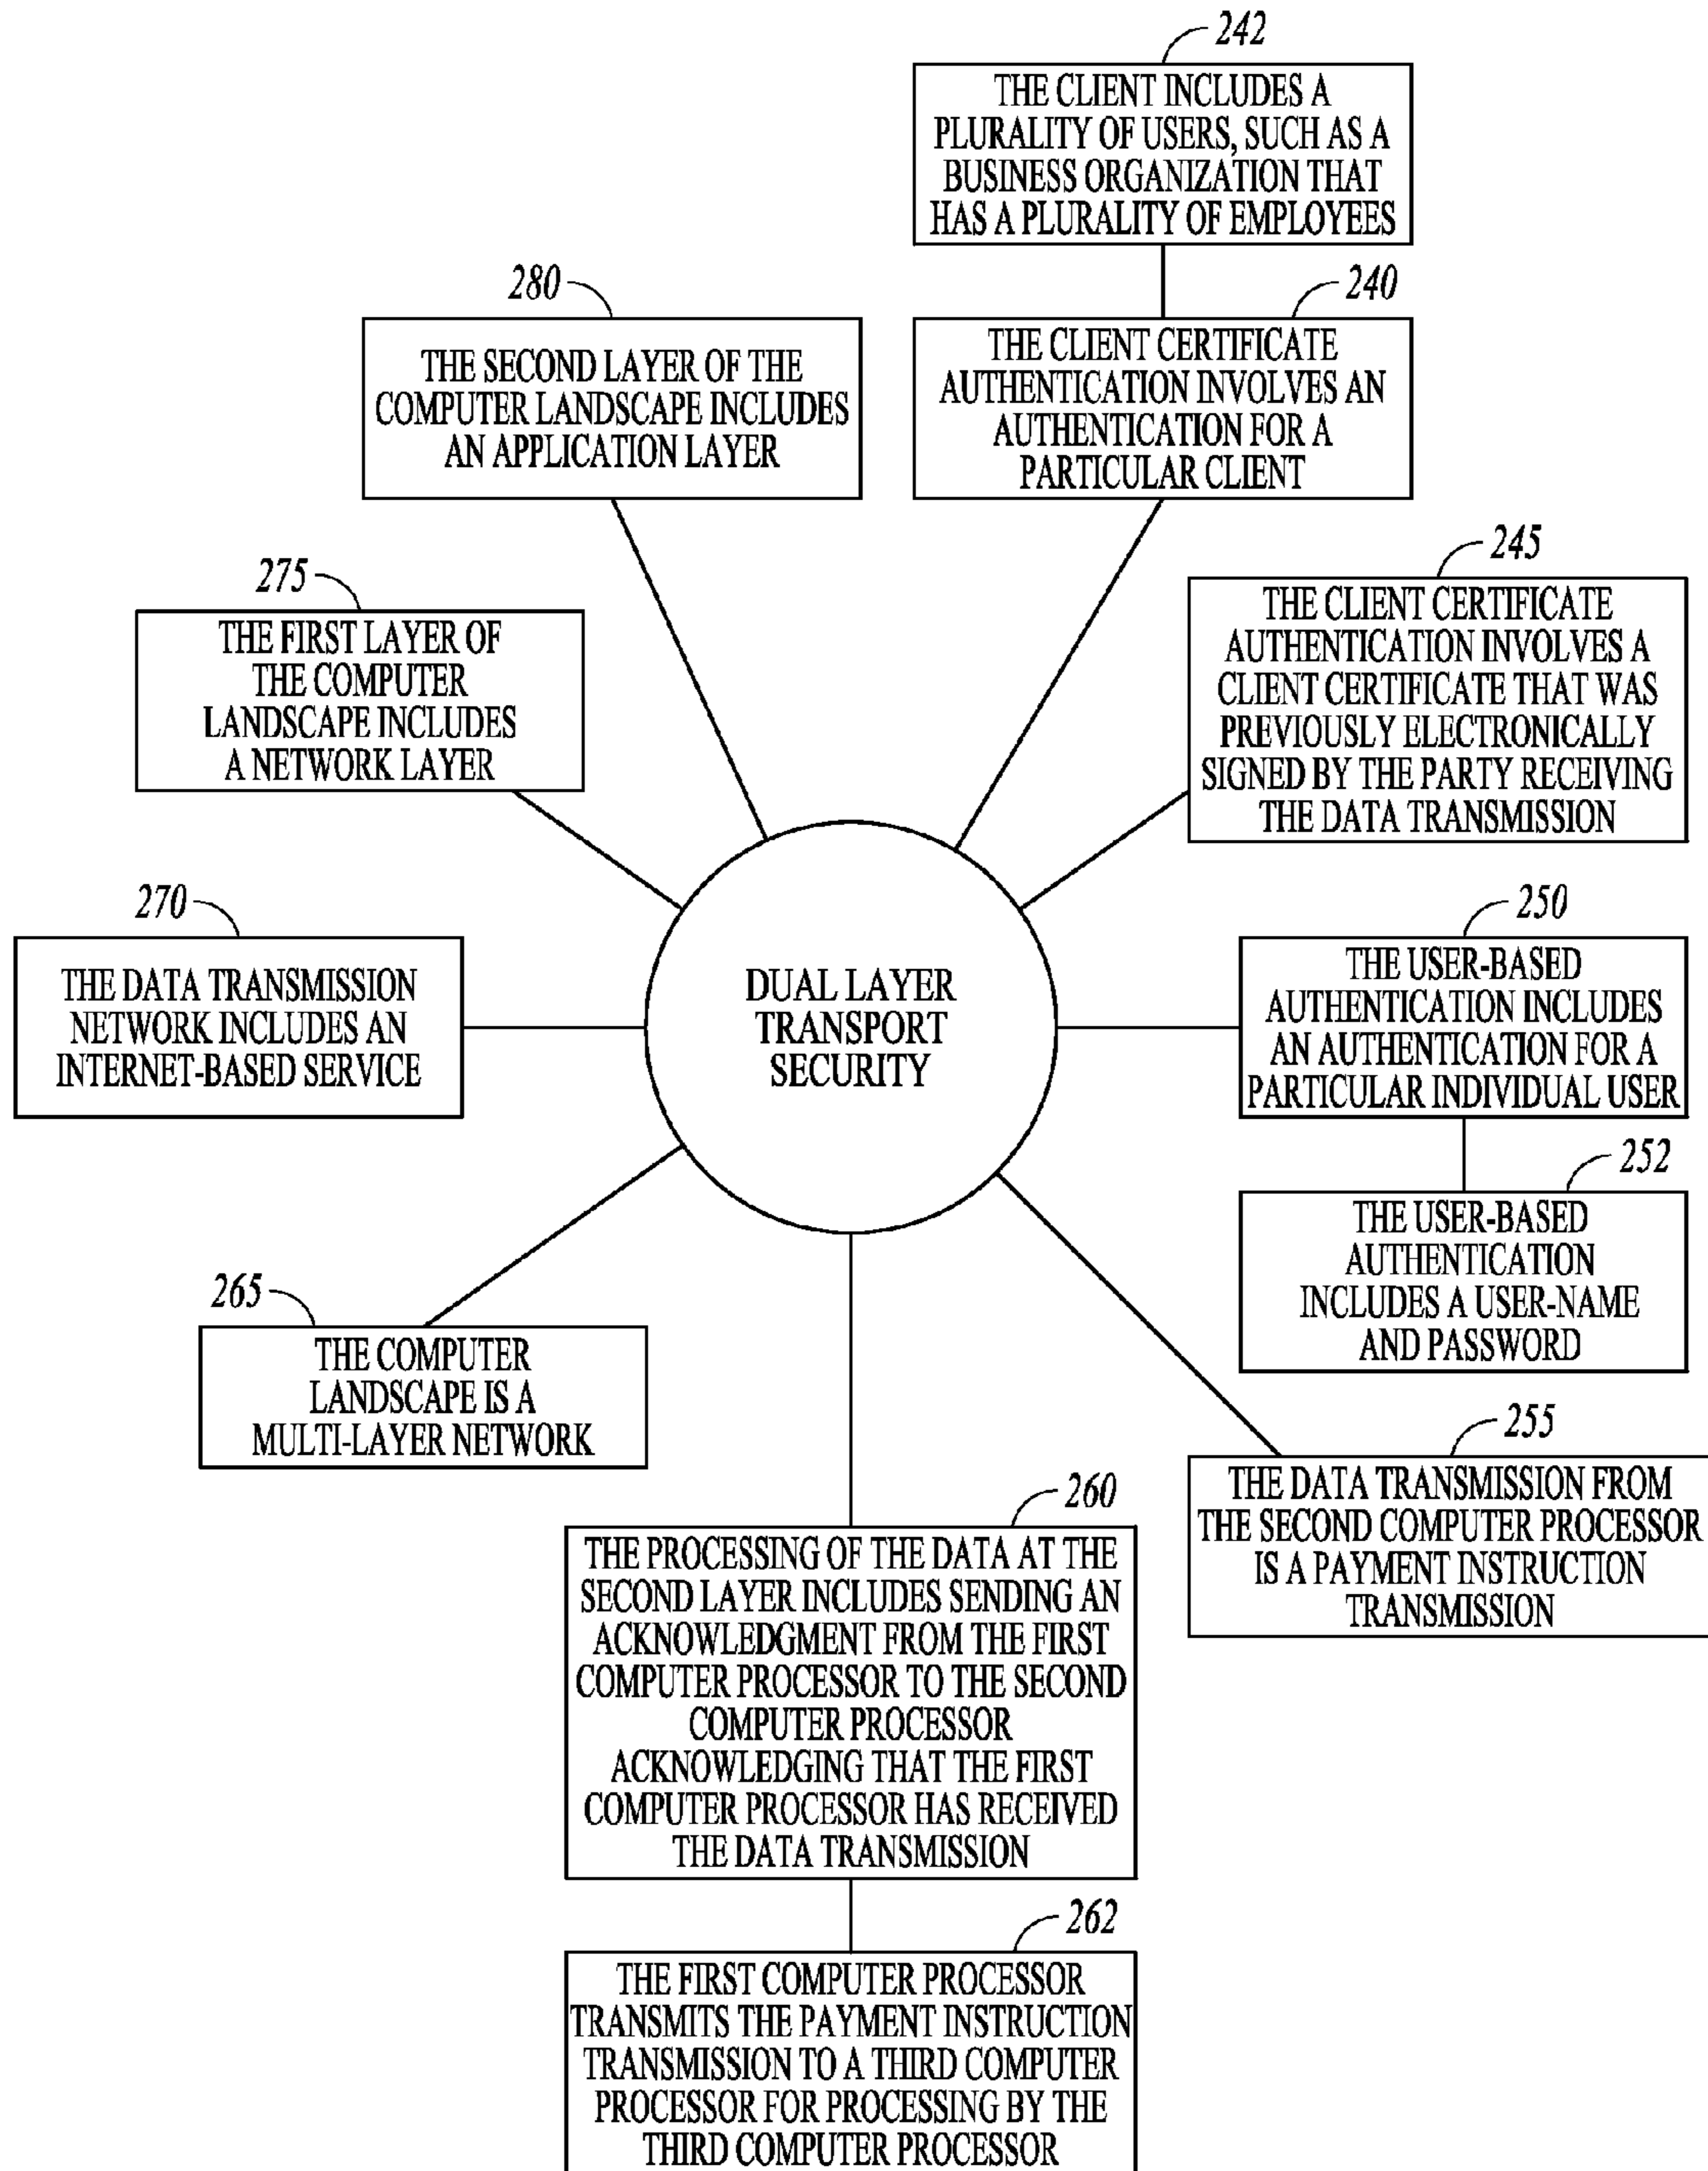 242
THE CLIENT INCLUDES A
PLURALITY OF USERS, SUCH AS A
BUSINESS ORGANIZATION THAT
HAS A PLURALITY OF EMPLOYEES
280
THE SECOND LAYER OF THE
COMPUTER LANDSCAPE INCLUDES
AN APPLICATION LAYER
240
THE CLIENT CERTIFICATE
AUTHENTICATION INVOLVES AN
AUTHENTICATION FOR A
PARTICULAR CLIENT
275
THE FIRST LAYER OF
THE COMPUTER
LANDSCAPE INCLUDES
A NETWORK LAYER
245
THE CLIENT CERTIFICATE
AUTHENTICATION INVOLVES A
CLIENT CERTIFICATE THAT WAS
PREVIOUSLY ELECTRONICALLY
SIGNED BY THE PARTY RECEIVING
THE DATA TRANSMISSION
270
THE DATA TRANSMISSION
NETWORK INCLUDES AN
INTERNET-BASED SERVICE
DUAL LAYER
TRANSPORT
SECURITY
250
THE USER-BASED
AUTHENTICATION INCLUDES
AN AUTHENTICATION FOR A
PARTICULAR INDIVIDUAL USER
252
THE USER-BASED
AUTHENTICATION
INCLUDES A USER-NAME
AND PASSWORD
265
THE COMPUTER
LANDSCAPE IS A
MULTI-LAYER NETWORK
255
THE DATA TRANSMISSION FROM
THE SECOND COMPUTER PROCESSOR
IS A PAYMENT INSTRUCTION
TRANSMISSION
260
THE PROCESSING OF THE DATA AT THE
SECOND LAYER INCLUDES SENDING AN
ACKNOWLEDGMENT FROM THE FIRST
COMPUTER PROCESSOR TO THE SECOND
COMPUTER PROCESSOR
ACKNOWLEDGING THAT THE FIRST
COMPUTER PROCESSOR HAS RECEIVED
THE DATA TRANSMISSION
262
THE FIRST COMPUTER PROCESSOR
TRANSMITS THE PAYMENT INSTRUCTION
TRANSMISSION TO A THIRD COMPUTER
PROCESSOR FOR PROCESSING BY THE
THIRD COMPUTER PROCESSOR